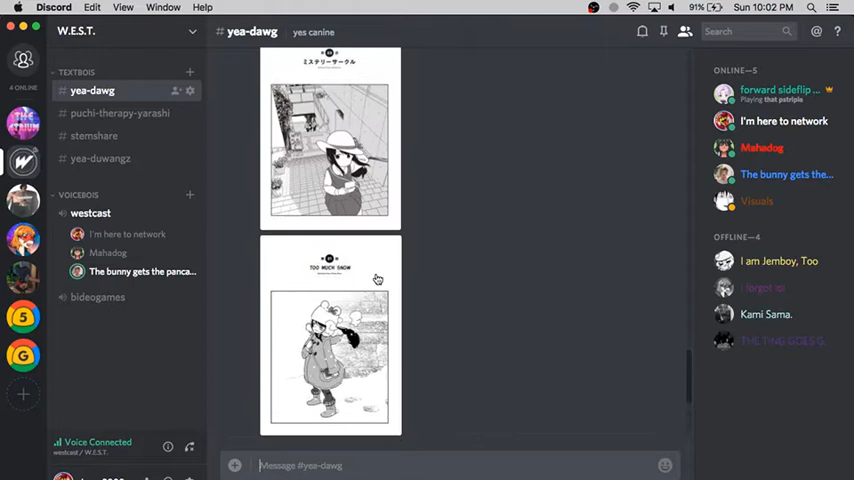 Discord Edit View Window Help
91% Sun 10:02 PM
W.E.S.T.
# yea-dawg yes canine
Search
4 ONLINE
TEXTBOIS
# yea-dawg
# puchi-therapy-yarashi
# stemshare
# yea-duwangz
VOICEBOIS
westcast
I'm here to network
Mahadog
The bunny gets the panca...
bideogames
THE ATRIUM
5
G
Voice Connected
westcast / W.E.S.T.
ミステリーサークル
TOO MUCH SNOW
Message #yea-dawg
ONLINE—5
forward sideflip ...
Playing that patriplo
I'm here to network
Mahadog
The bunny gets the...
Visuals
OFFLINE—4
I am Jemboy, Too
I forgot lol
Kami Sama.
THE TING GOES S.